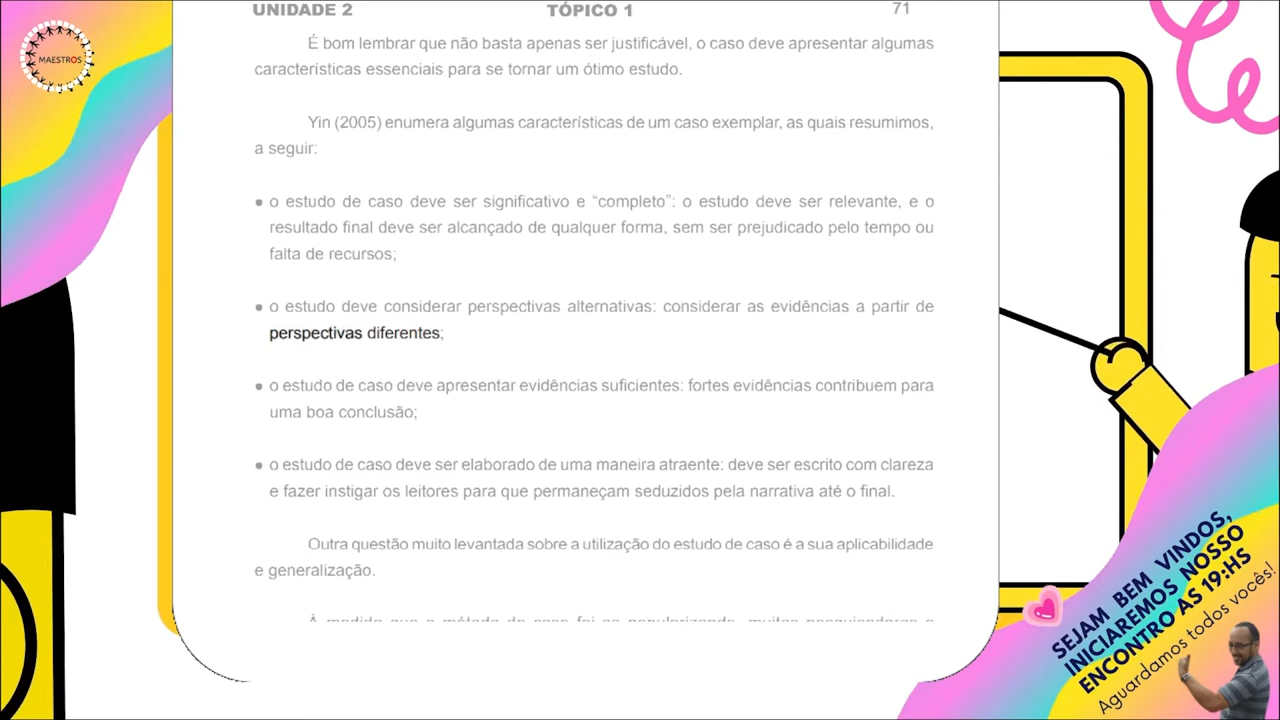 MAESTROS
UNIDADE 2 TÓPICO 1 71
É bom lembrar que não basta apenas ser justificável, o caso deve apresentar algumas
características essenciais para se tornar um ótimo estudo.
Yin (2005) enumera algumas características de um caso exemplar, as quais resumimos,
a seguir:
● o estudo de caso deve ser significativo e “completo”: o estudo deve ser relevante, e o
resultado final deve ser alcançado de qualquer forma, sem ser prejudicado pelo tempo ou
falta de recursos;
● o estudo deve considerar perspectivas alternativas: considerar as evidências a partir de
perspectivas diferentes;
● o estudo de caso deve apresentar evidências suficientes: fortes evidências contribuem para
uma boa conclusão;
● o estudo de caso deve ser elaborado de uma maneira atraente: deve ser escrito com clareza
e fazer instigar os leitores para que permaneçam seduzidos pela narrativa até o final.
Outra questão muito levantada sobre a utilização do estudo de caso é a sua aplicabilidade
e generalização.
SEJAM BEM VINDOS,
INICIAREMOS NOSSO
ENCONTRO AS 19:HS
Aguardamos todos vocês!